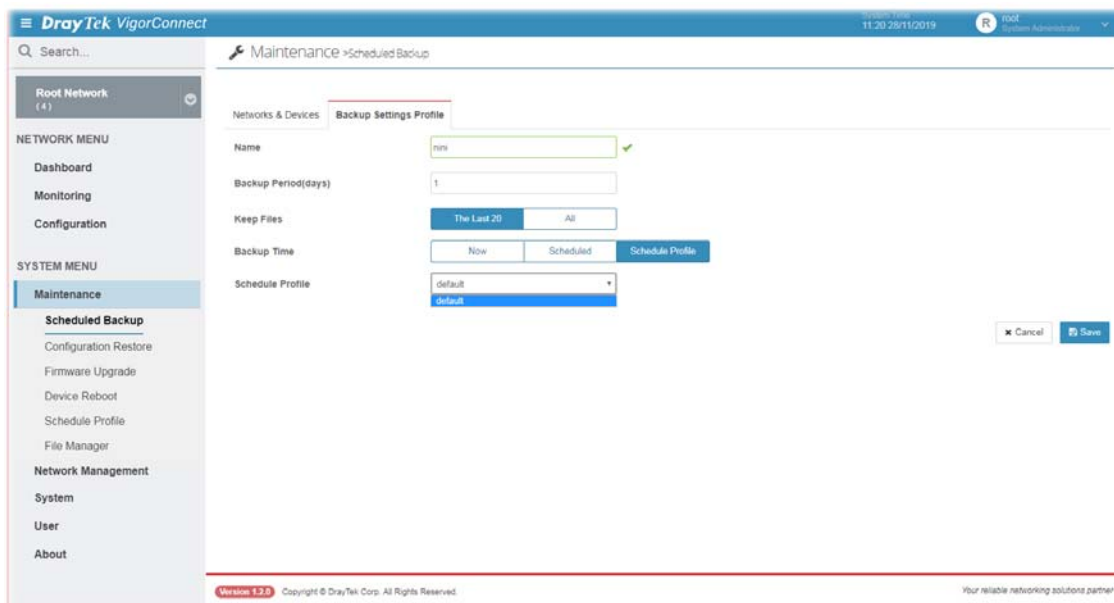 DrayTek VigorConnect
System Time
11:20 28/11/2019
R
root
System Administrator
Search...
Maintenance >Scheduled Backup
Root Network
(4)
NETWORK MENU
Dashboard
Monitoring
Configuration
SYSTEM MENU
Maintenance
Scheduled Backup
Configuration Restore
Firmware Upgrade
Device Reboot
Schedule Profile
File Manager
Network Management
System
User
About
Networks & Devices
Backup Settings Profile
Name
nini
Backup Period(days)
1
Keep Files
The Last 20
All
Backup Time
Now
Scheduled
Schedule Profile
Schedule Profile
default
default
Cancel
Save
Version 1.2.0 Copyright © DrayTek Corp. All Rights Reserved.
Your reliable networking solutions partner